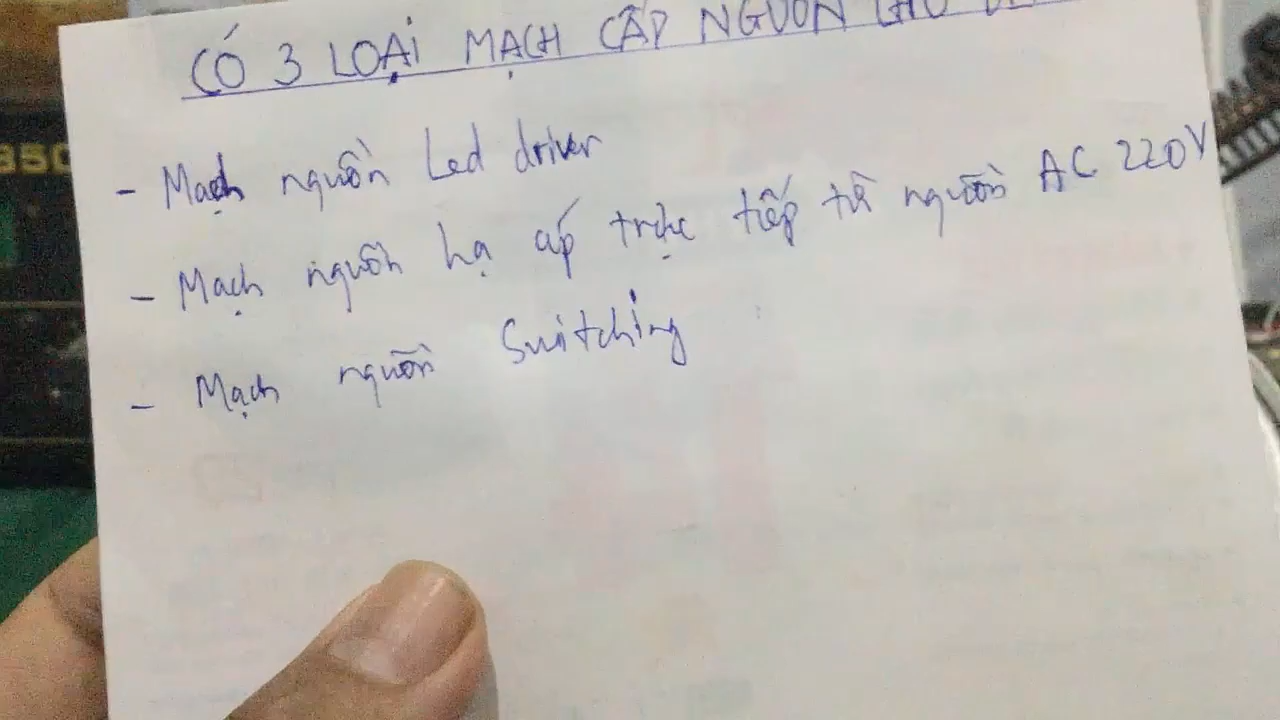 CÓ 3 LOẠI MẠCH CẤP NGUỒN CHO
- Mạch nguồn Led driver
- Mạch nguồn hạ áp trực tiếp từ nguồn AC 220V
- Mạch nguồn Switching